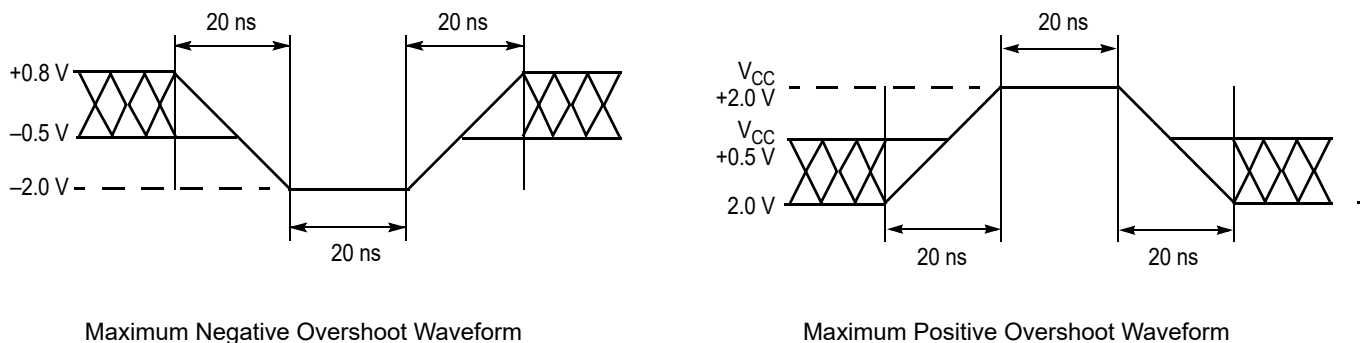 20 ns
20 ns
+0.8 V
–0.5 V
–2.0 V
20 ns
Maximum Negative Overshoot Waveform
20 ns
VCC
+2.0 V
VCC
+0.5 V
2.0 V
20 ns
20 ns
Maximum Positive Overshoot Waveform